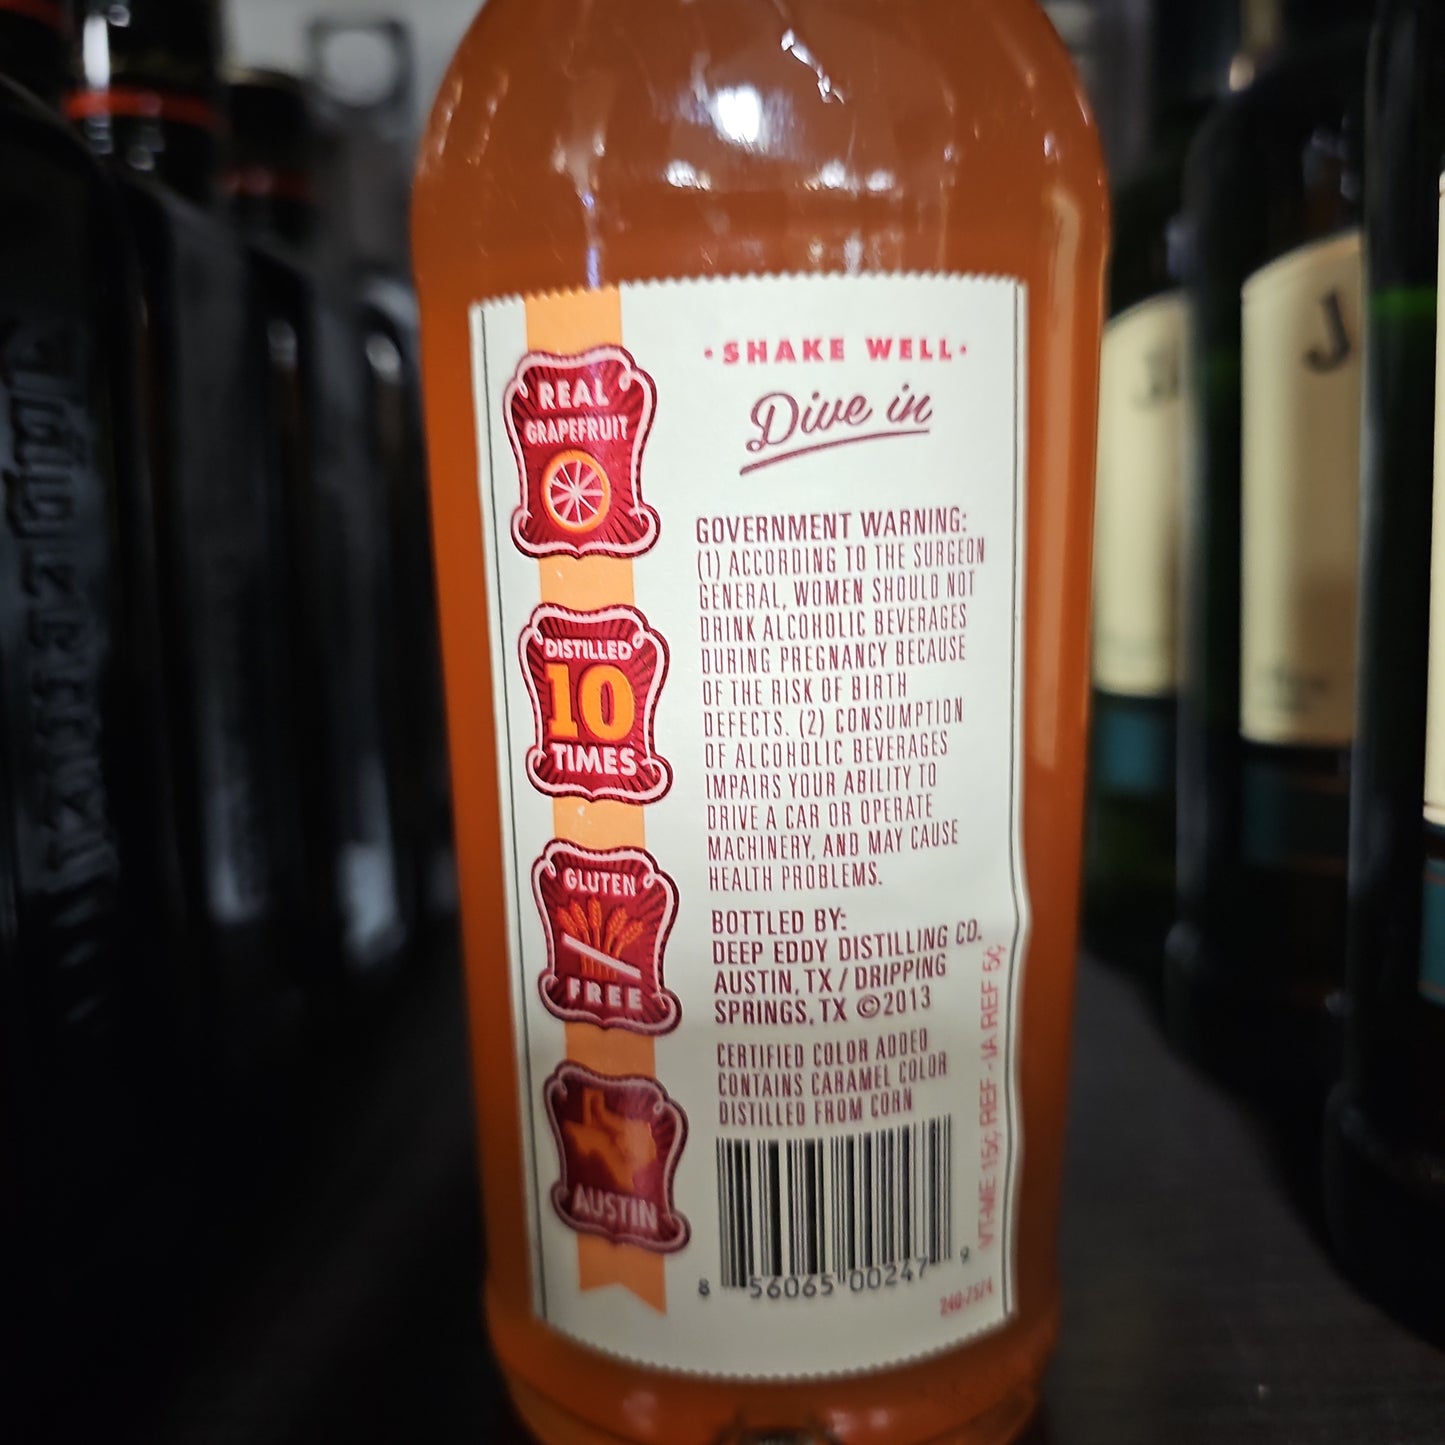 REAL
GRAPEFRUIT
DISTILLED
10
TIMES
GLUTEN
FREE
AUSTIN
• SHAKE WELL •
Dive in
GOVERNMENT WARNING:
(1) ACCORDING TO THE SURGEON
GENERAL, WOMEN SHOULD NOT
DRINK ALCOHOLIC BEVERAGES
DURING PREGNANCY BECAUSE
OF THE RISK OF BIRTH
DEFECTS. (2) CONSUMPTION
OF ALCOHOLIC BEVERAGES
IMPAIRS YOUR ABILITY TO
DRIVE A CAR OR OPERATE
MACHINERY, AND MAY CAUSE
HEALTH PROBLEMS.
BOTTLED BY:
DEEP EDDY DISTILLING CO.
AUSTIN, TX / DRIPPING
SPRINGS, TX ©2013
CERTIFIED COLOR ADDED
CONTAINS CARAMEL COLOR
DISTILLED FROM CORN
8 56065 00247 9
VT-ME 15¢ REF - IA REF 5¢
240-7574
J